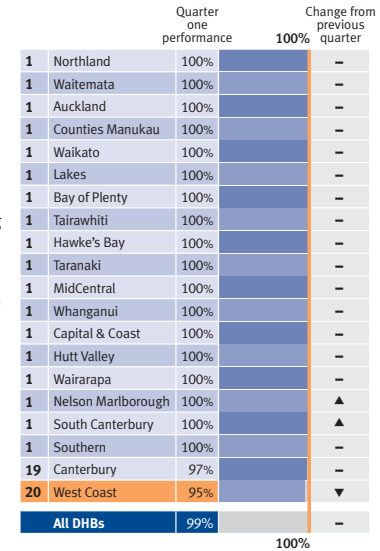 Quarter one performance
100%
Change from previous quarter
1 Northland 100% –
1 Waitemata 100% –
1 Auckland 100% –
1 Counties Manukau 100% –
1 Waikato 100% –
1 Lakes 100% –
1 Bay of Plenty 100% –
1 Tairawhiti 100% –
1 Hawke's Bay 100% –
1 Taranaki 100% –
1 MidCentral 100% –
1 Whanganui 100% –
1 Capital & Coast 100% –
1 Hutt Valley 100% –
1 Wairarapa 100% –
1 Nelson Marlborough 100% ▲
1 South Canterbury 100% ▲
1 Southern 100% –
19 Canterbury 97% –
20 West Coast 95% ▼
All DHBs 99% –
100%